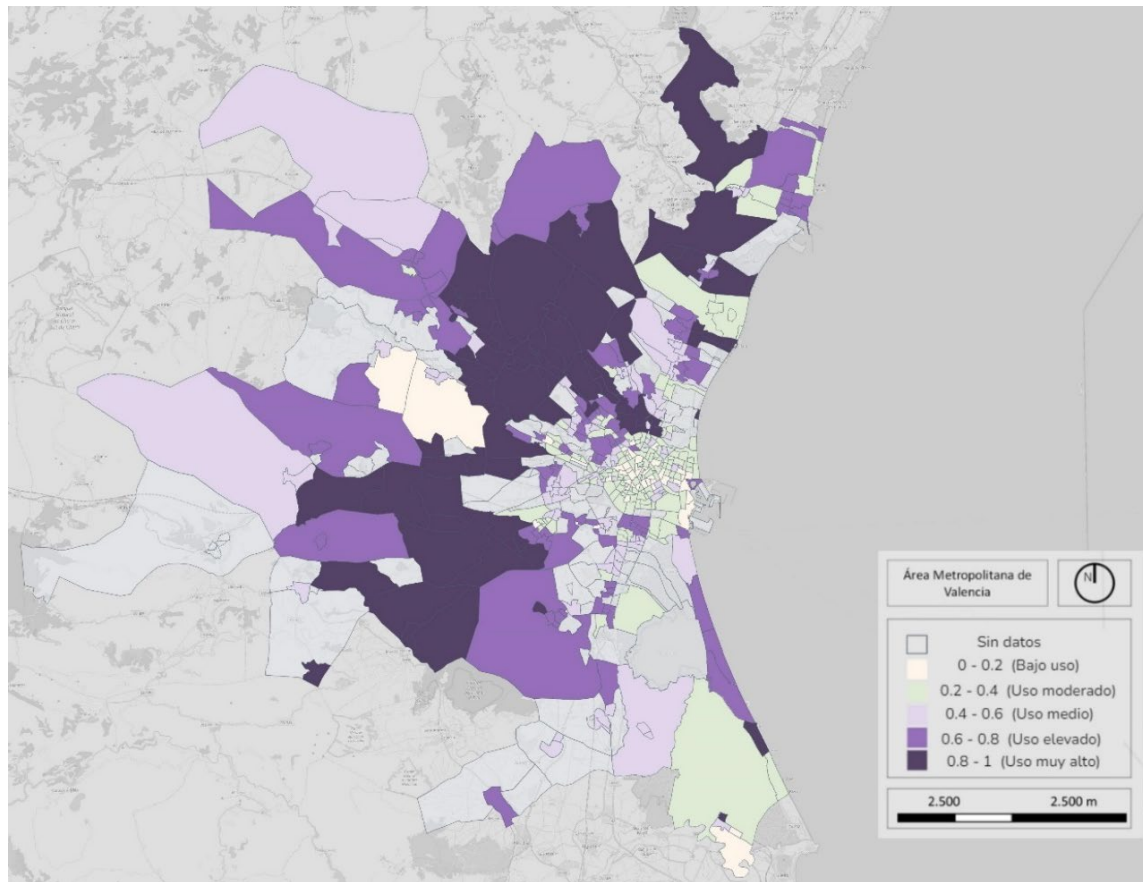 Área Metropolitana de
Valencia
N
Sin datos
0 - 0.2 (Bajo uso)
0.2 - 0.4 (Uso moderado)
0.4 - 0.6 (Uso medio)
0.6 - 0.8 (Uso elevado)
0.8 - 1 (Uso muy alto)
2.500 2.500 m